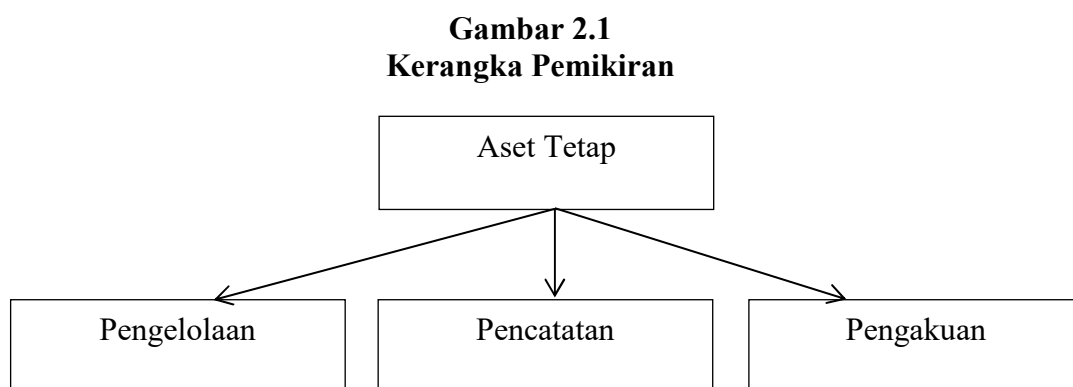 Gambar 2.1
Kerangka Pemikiran
Aset Tetap
Pengelolaan
Pencatatan
Pengakuan